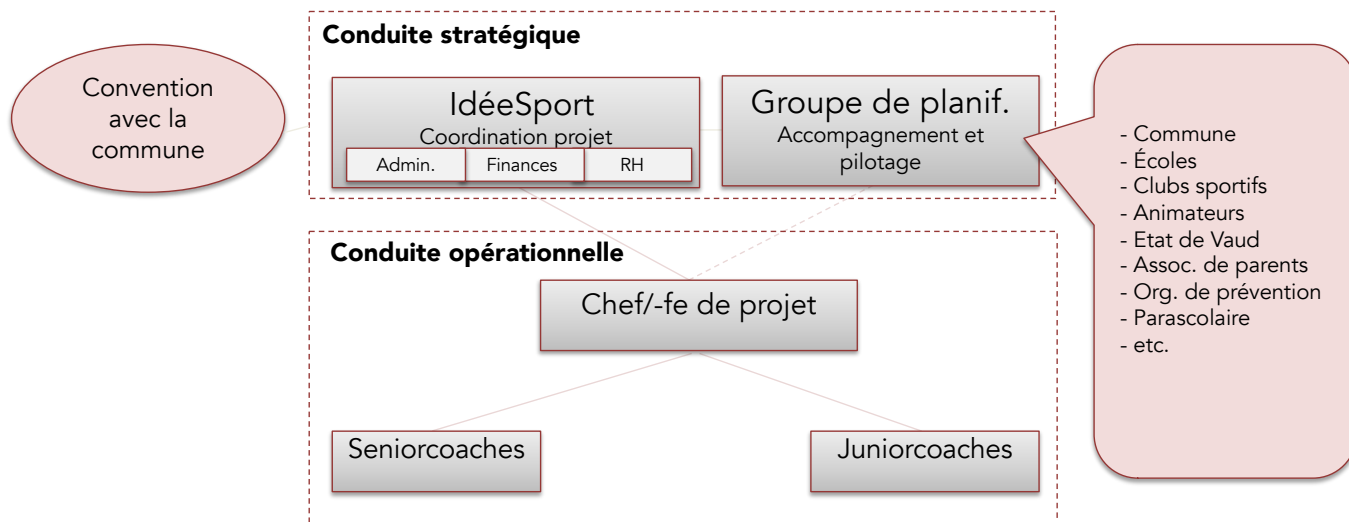 Conduite stratégique
Convention
avec la
commune
IdéeSport
Coordination projet
Admin.
Finances
RH
Groupe de planif.
Accompagnement et
pilotage
- Commune
- Écoles
- Clubs sportifs
- Animateurs
- Etat de Vaud
- Assoc. de parents
- Org. de prévention
- Parascolaire
- etc.
Conduite opérationnelle
Chef/-fe de projet
Seniorcoaches
Juniorcoaches